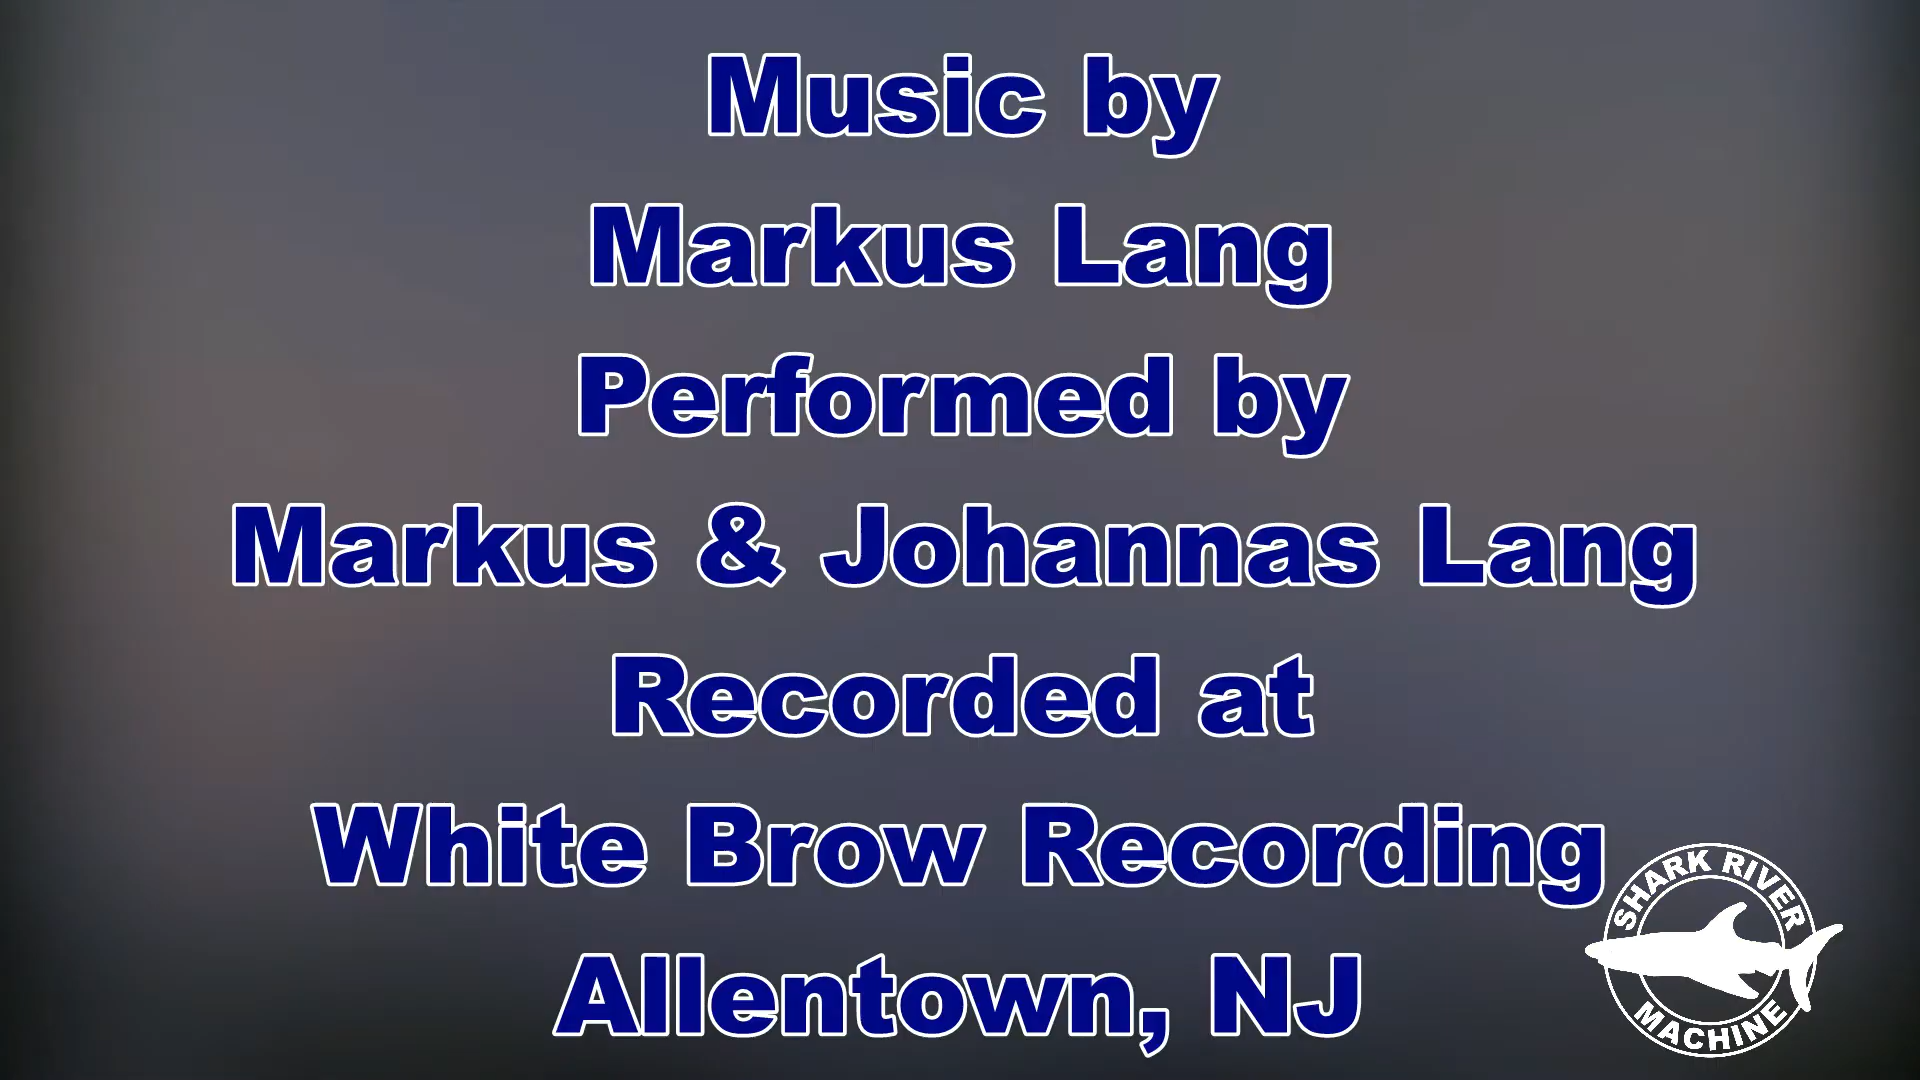 Music by
Markus Lang
Performed by
Markus & Johannas Lang
Recorded at
White Brow Recording
Allentown, NJ
SHARK RIVER
MACHINE